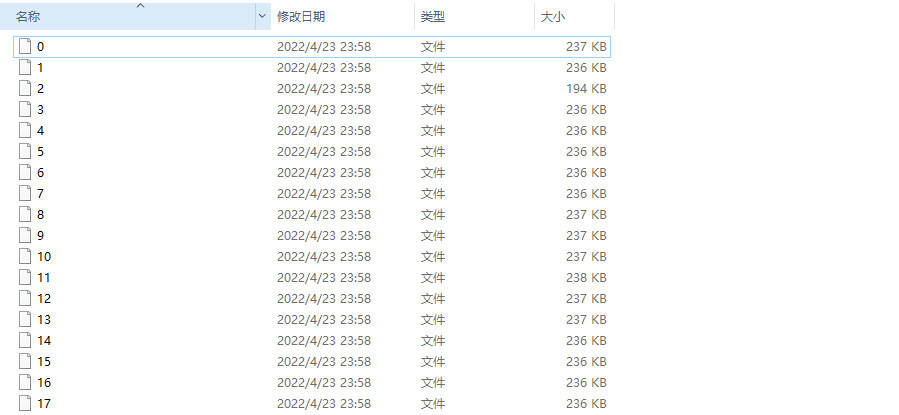 名称 修改日期 类型 大小
0 2022/4/23 23:58 文件 237 KB
1 2022/4/23 23:58 文件 236 KB
2 2022/4/23 23:58 文件 194 KB
3 2022/4/23 23:58 文件 236 KB
4 2022/4/23 23:58 文件 236 KB
5 2022/4/23 23:58 文件 236 KB
6 2022/4/23 23:58 文件 236 KB
7 2022/4/23 23:58 文件 236 KB
8 2022/4/23 23:58 文件 237 KB
9 2022/4/23 23:58 文件 237 KB
10 2022/4/23 23:58 文件 237 KB
11 2022/4/23 23:58 文件 238 KB
12 2022/4/23 23:58 文件 237 KB
13 2022/4/23 23:58 文件 237 KB
14 2022/4/23 23:58 文件 236 KB
15 2022/4/23 23:58 文件 236 KB
16 2022/4/23 23:58 文件 236 KB
17 2022/4/23 23:58 文件 236 KB